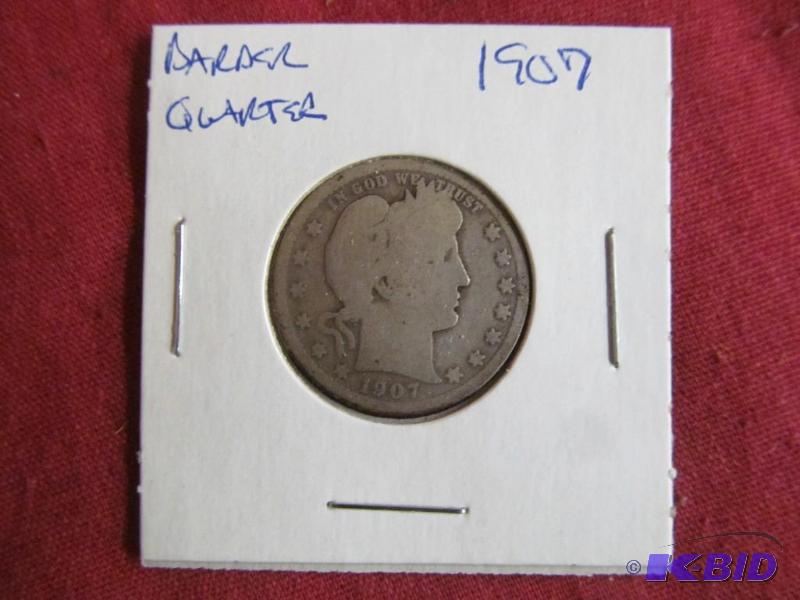 BARBER 1907
QUARTER
IN GOD WE TRUST
1907
© K-BID